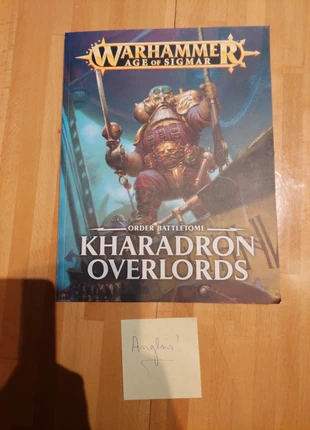 WARHAMMER
AGE OF SIGMAR
ORDER BATTLETOME
KHARADRON
OVERLORDS